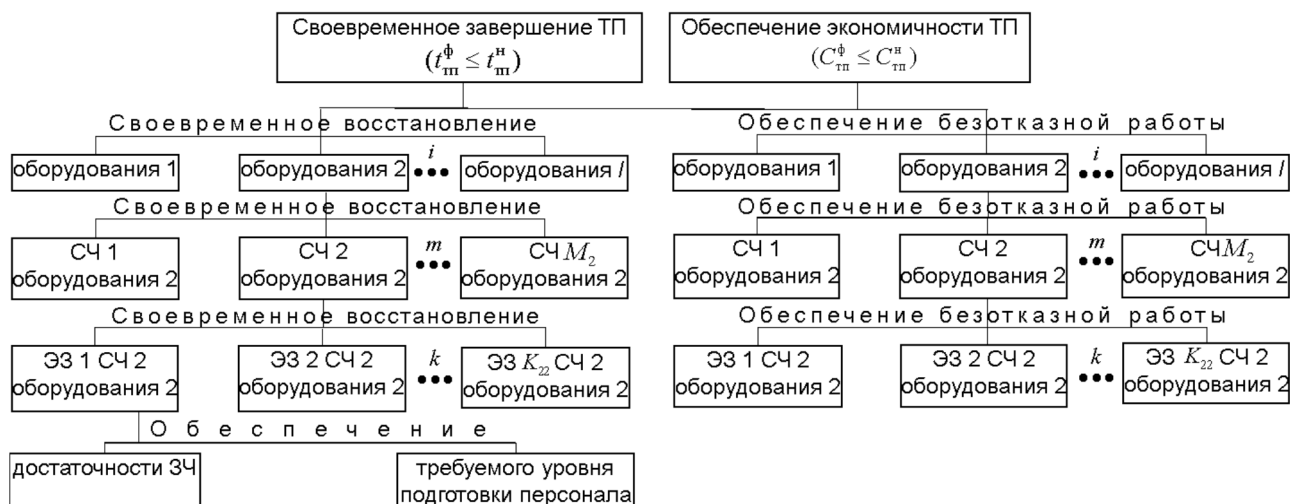 Своевременное завершение ТП
(t^ф_тп ≤ t^н_тп)
Обеспечение экономичности ТП
(C^ф_тп ≤ C^н_тп)
Своевременное восстановление
оборудования 1
оборудования 2
i
•••
оборудования I
Своевременное восстановление
СЧ 1
оборудования 2
СЧ 2
оборудования 2
m
•••
СЧ M_2
оборудования 2
Своевременное восстановление
ЭЗ 1 СЧ 2
оборудования 2
ЭЗ 2 СЧ 2
оборудования 2
k
•••
ЭЗ K_22 СЧ 2
оборудования 2
Обеспечение
достаточности ЗЧ
требуемого уровня
подготовки персонала
Обеспечение безотказной работы
оборудования 1
оборудования 2
i
•••
оборудования I
Обеспечение безотказной работы
СЧ 1
оборудования 2
СЧ 2
оборудования 2
m
•••
СЧ M_2
оборудования 2
Обеспечение безотказной работы
ЭЗ 1 СЧ 2
оборудования 2
ЭЗ 2 СЧ 2
оборудования 2
k
•••
ЭЗ K_22 СЧ 2
оборудования 2